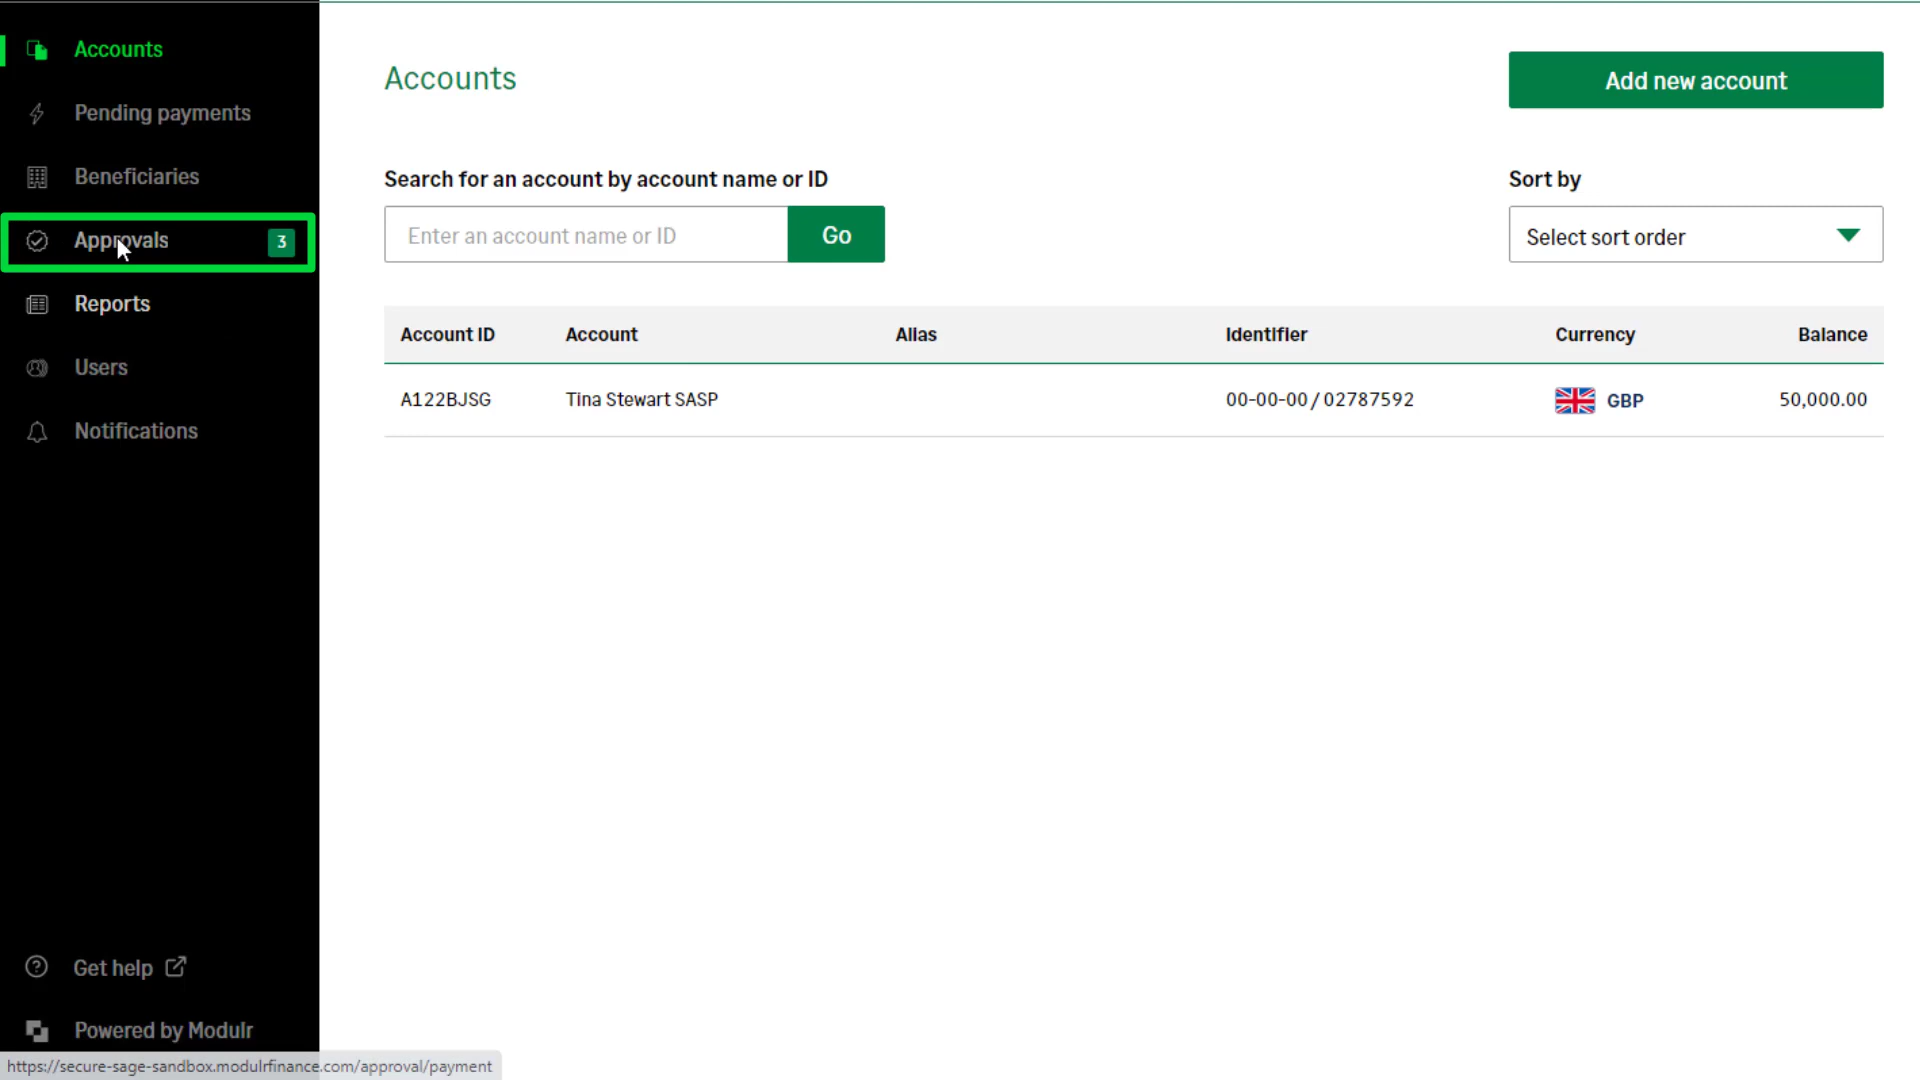 Accounts
Pending payments
Beneficiaries
Approvals 3
Reports
Users
Notifications
Get help
Powered by Modulr
https://secure-sage-sandbox.modulrfinance.com/approval/payment
Accounts
Add new account
Search for an account by account name or ID
Enter an account name or ID Go
Sort by
Select sort order
Account ID Account Alias Identifier Currency Balance
A122BJSG Tina Stewart SASP 00-00-00 / 02787592 GBP 50,000.00